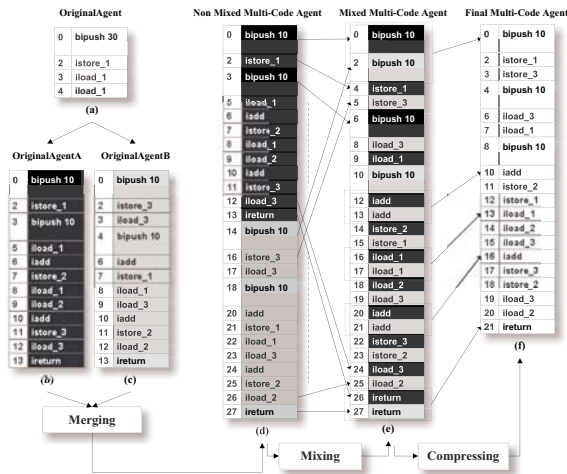 OriginalAgent
0 bipush 30
2 istore_1
3 iload_1
4 iload_1
(a)
OriginalAgentA
0 bipush 10
2 istore_1
3 bipush 10
5 iload_1
6 iadd
7 istore_2
8 iload_1
9 iload_2
10 iadd
11 istore_3
12 iload_3
13 ireturn
(b)
OriginalAgentB
0 bipush 10
2 istore_3
3 iload_3
4 bipush 10
6 iadd
7 istore_1
8 iload_1
9 iload_3
10 iadd
11 istore_2
12 iload_2
13 ireturn
(c)
Merging
Non Mixed Multi-Code Agent
0 bipush 10
2 istore_1
3 bipush 10
5 iload_1
6 iadd
7 istore_2
8 iload_1
9 iload_2
10 iadd
11 istore_3
12 iload_3
13 ireturn
14 bipush 10
16 istore_3
17 iload_3
18 bipush 10
20 iadd
21 istore_1
22 iload_1
23 iload_3
24 iadd
25 istore_2
26 iload_2
27 ireturn
(d)
Mixing
Mixed Multi-Code Agent
0 bipush 10
2 bipush 10
4 istore_1
5 istore_3
6 bipush 10
8 iload_3
9 iload_1
10 bipush 10
12 iadd
13 iadd
14 istore_2
15 istore_1
16 iload_1
17 iload_1
18 iload_2
19 iload_3
20 iadd
21 iadd
22 istore_3
23 istore_2
24 iload_3
25 iload_2
26 ireturn
27 ireturn
(e)
Compressing
Final Multi-Code Agent
0 bipush 10
2 istore_1
3 istore_3
4 bipush 10
6 iload_3
7 iload_1
8 bipush 10
10 iadd
11 istore_2
12 istore_1
13 iload_1
14 iload_2
15 iload_3
16 iadd
17 istore_3
18 istore_2
19 iload_3
20 iload_2
21 ireturn
(f)